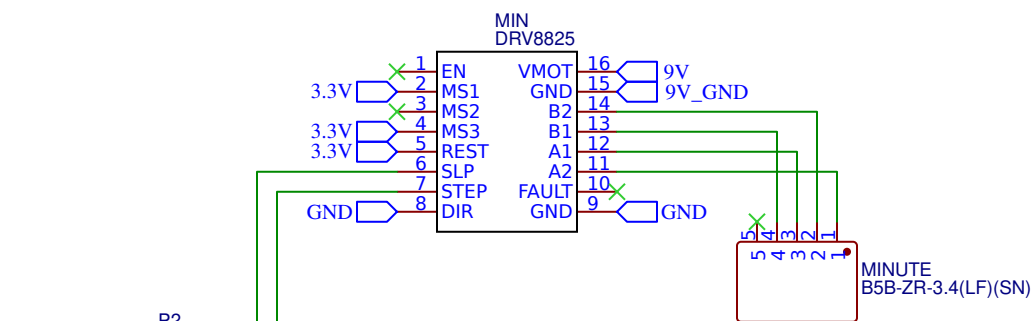 MIN
DRV8825
1 EN VMOT 16 9V
3.3V 2 MS1 GND 15 9V_GND
3 MS2 B2 14
3.3V 4 MS3 B1 13
3.3V 5 REST A1 12
6 SLP A2 11
7 STEP FAULT 10
GND 8 DIR GND 9 GND
5 4 3 2 1
5 4 3 2 1
MINUTE
B5B-ZR-3.4(LF)(SN)